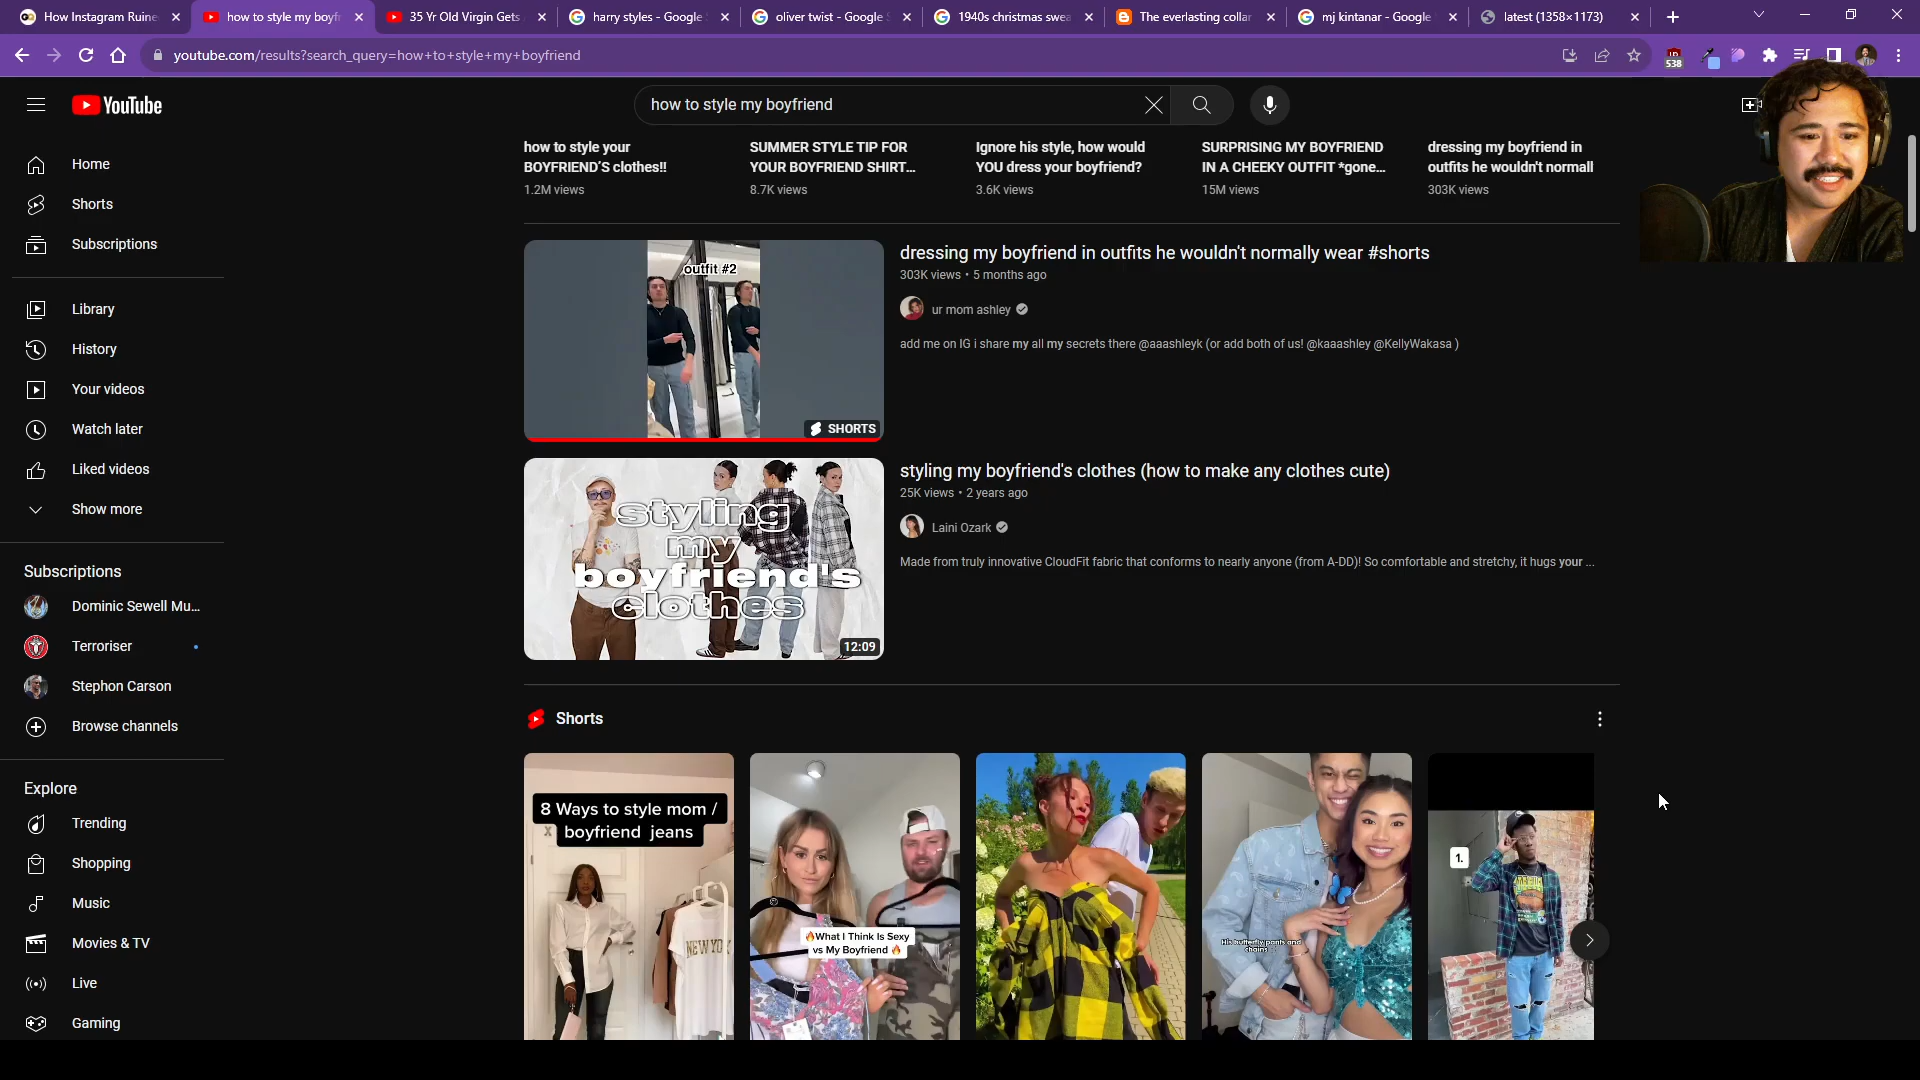 How Instagram Ruine
how to style my boyf
35 Yr Old Virgin Gets
harry styles - Google
oliver twist - Google
1940s christmas swea
The everlasting collar
mj kintanar - Google
latest (1358×1173)
youtube.com/results?search_query=how+to+style+my+boyfriend
538
YouTube
how to style my boyfriend
Home
Shorts
Subscriptions
Library
History
Your videos
Watch later
Liked videos
Show more
Subscriptions
Dominic Sewell Mu...
Terroriser
Stephon Carson
Browse channels
Explore
Trending
Shopping
Music
Movies & TV
Live
Gaming
how to style your
BOYFRIEND'S clothes!!
1.2M views
SUMMER STYLE TIP FOR
YOUR BOYFRIEND SHIRT...
8.7K views
Ignore his style, how would
YOU dress your boyfriend?
3.6K views
SURPRISING MY BOYFRIEND
IN A CHEEKY OUTFIT *gone...
15M views
dressing my boyfriend in
outfits he wouldn't normall
303K views
outfit #2
SHORTS
dressing my boyfriend in outfits he wouldn't normally wear #shorts
303K views • 5 months ago
ur mom ashley
add me on IG i share my all my secrets there @aaashleyk (or add both of us! @kaaashley @KellyWakasa )
styling
my
boyfriend's
clothes
12:09
styling my boyfriend's clothes (how to make any clothes cute)
25K views • 2 years ago
Laini Ozark
Made from truly innovative CloudFit fabric that conforms to nearly anyone (from A-DD)! So comfortable and stretchy, it hugs your ...
Shorts
8 Ways to style mom /
boyfriend jeans
NEW YO
What I Think Is Sexy
vs My Boyfriend
His butterfly pants and
chains
1.